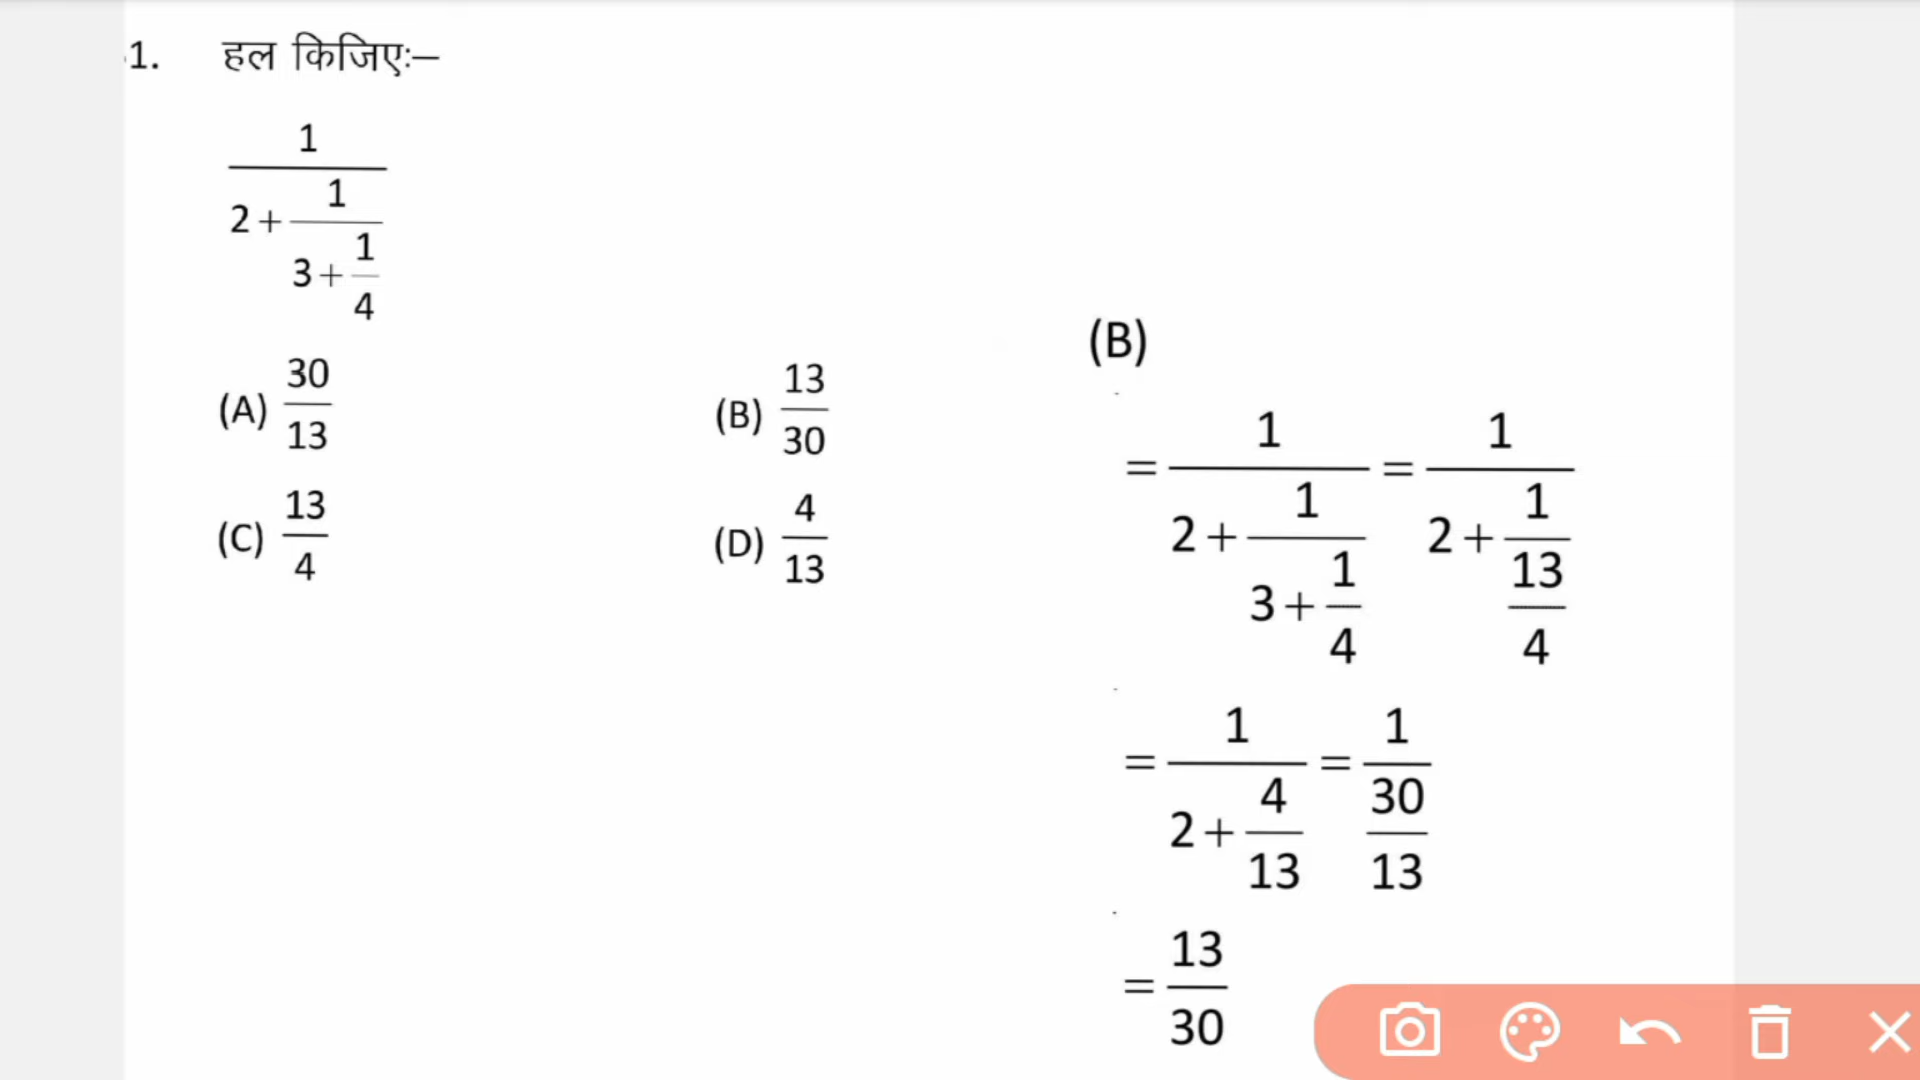 1. हल किजिएः–
1
2+ 1
3+ 1
4
(A) 30/13 (B) 13/30
(C) 13/4 (D) 4/13
(B)
= 1/(2+1/(3+1/4)) = 1/(2+1/(13/4))
= 1/(2+4/13) = 1/(30/13)
= 13/30